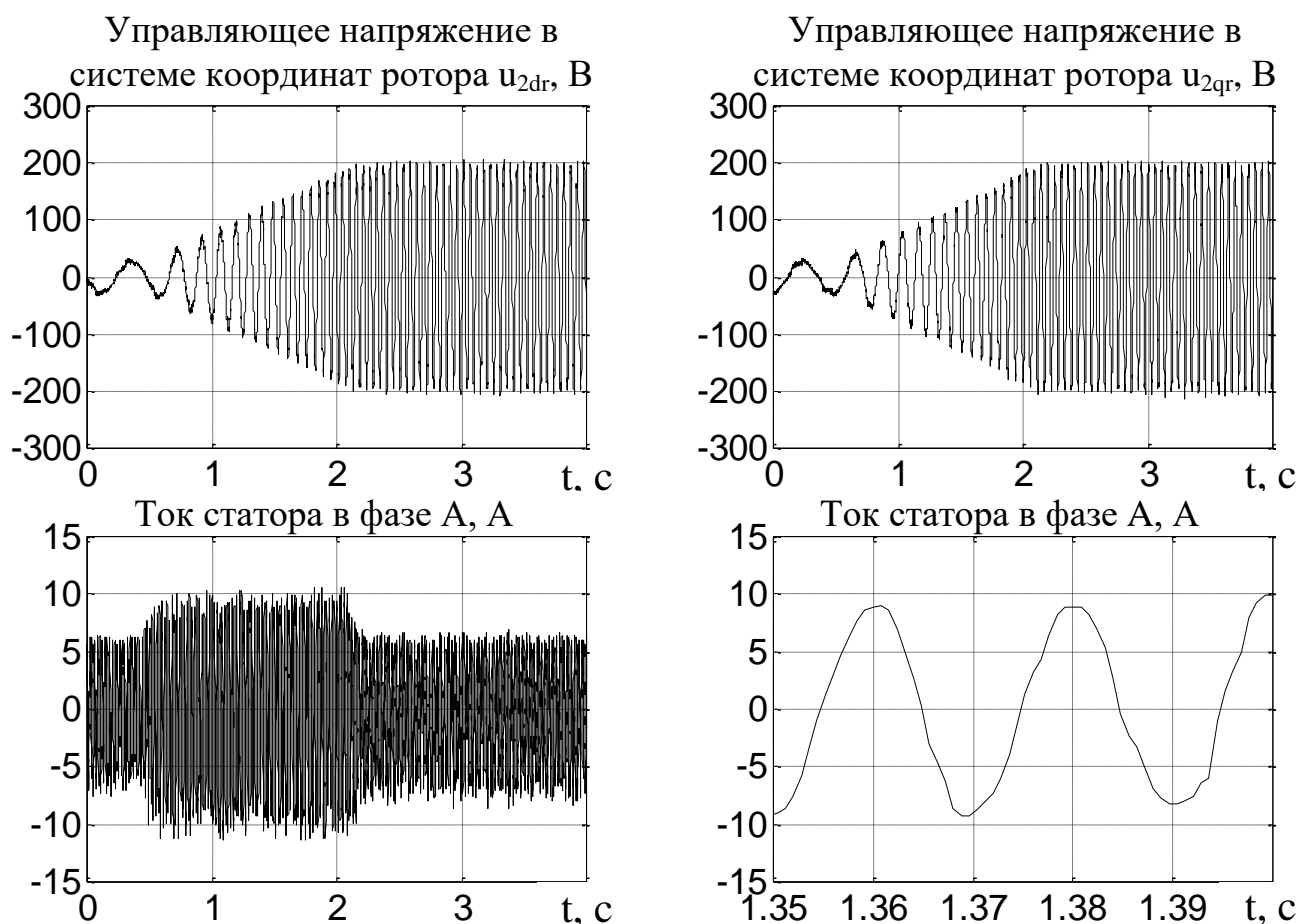 Управляющее напряжение в
системе координат ротора u2dr, В
300
200
100
0
-100
-200
-300
0 1 2 3 t, с
Управляющее напряжение в
системе координат ротора u2qr, В
300
200
100
0
-100
-200
-300
0 1 2 3 t, с
Ток статора в фазе А, А
15
10
5
0
-5
-10
-15
0 1 2 3 t, с
Ток статора в фазе А, А
15
10
5
0
-5
-10
-15
1.35 1.36 1.37 1.38 1.39 t, с